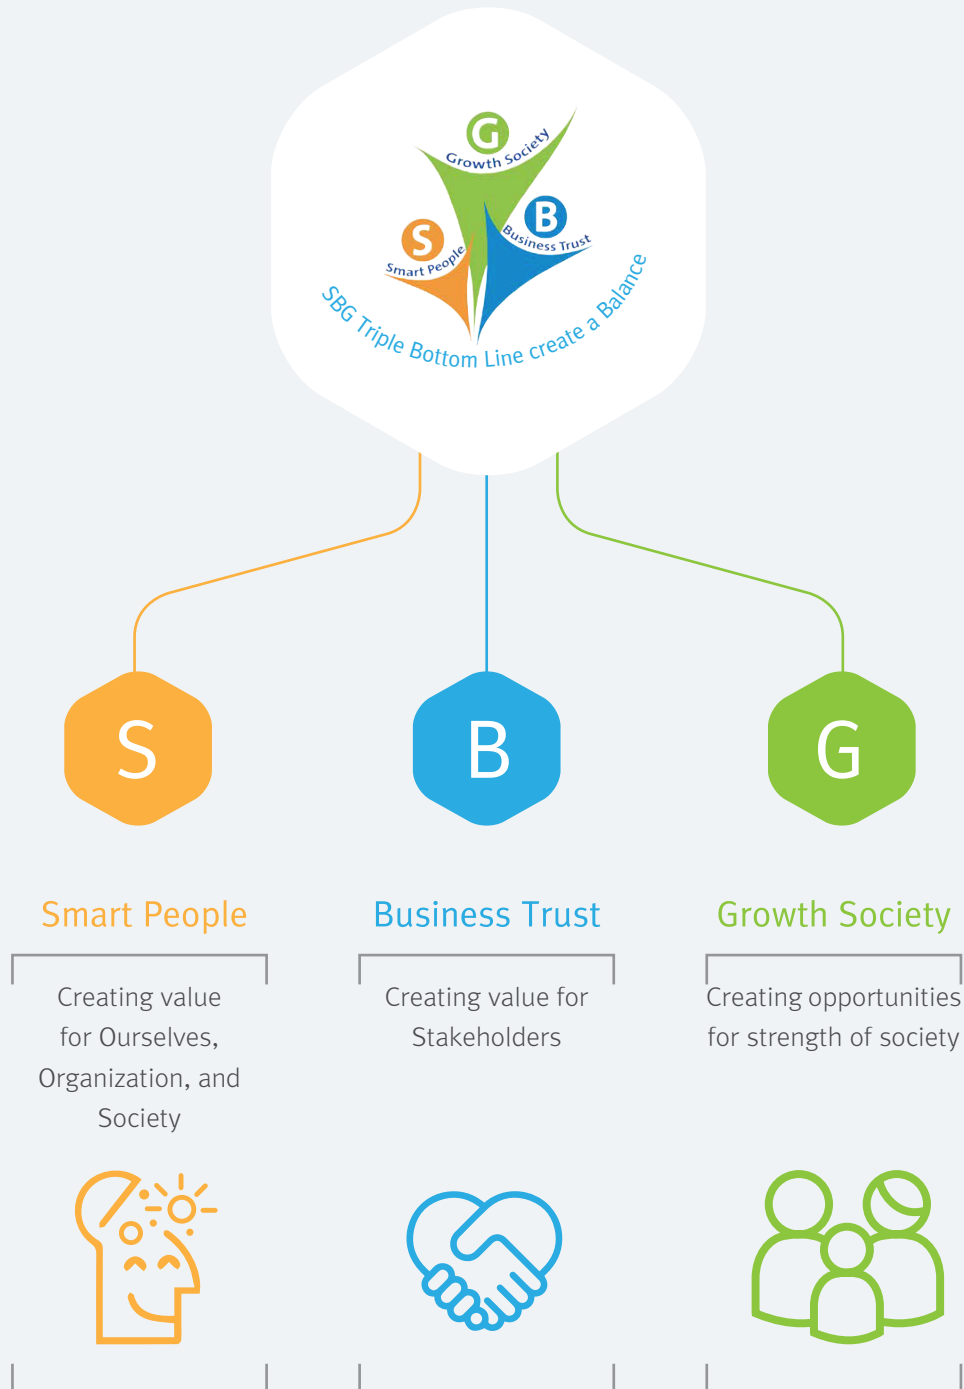 G
Growth Society
B
Business Trust
S
Smart People
SBG Triple Bottom Line create a Balance
S
B
G
Smart People
Business Trust
Growth Society
Creating value
for Ourselves,
Organization, and
Society
Creating value for
Stakeholders
Creating opportunities
for strength of society